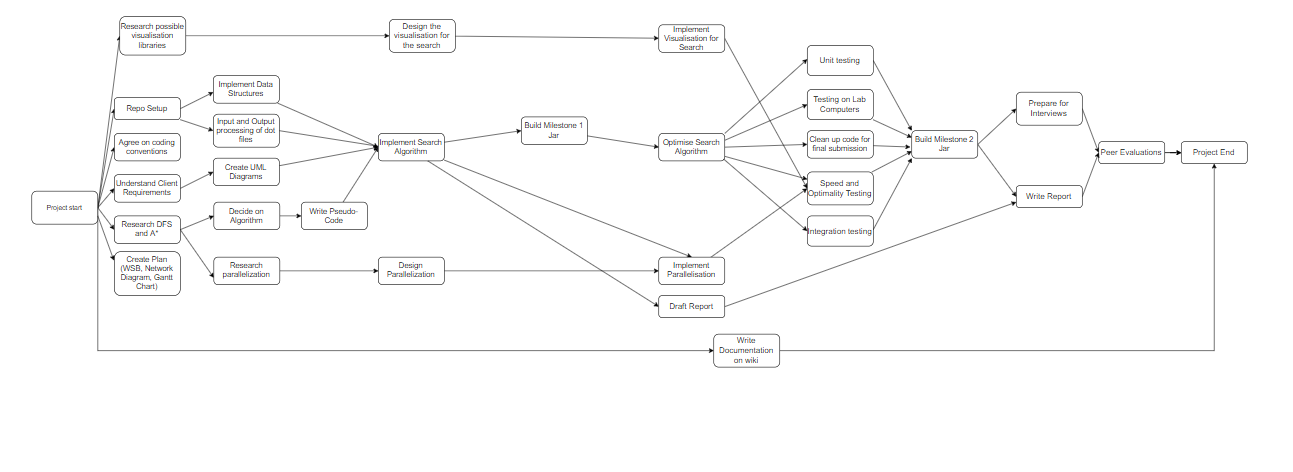 Research possible
visualisation
libraries
Design the
visualisation for
the search
Implement
Visualisation for
Search
Unit testing
Implement Data
Structures
Repo Setup
Testing on Lab
Computers
Prepare for
Interviews
Input and Output
processing of dot
files
Build Milestone 1
Jar
Agree on coding
conventions
Implement Search
Algorithm
Optimise Search
Algorithm
Clean up code for
final submission
Build Milestone 2
Jar
Peer Evaluations
Project End
Create UML
Diagrams
Understand Client
Requirements
Speed and
Optimality Testing
Write Report
Project start
Decide on
Algorithm
Write Pseudo-
Code
Research DFS
and A*
Integration testing
Create Plan
(WSB, Network
Diagram, Gantt
Chart)
Research
parallelization
Design
Parallelization
Implement
Parallelisation
Draft Report
Write
Documentation
on wiki